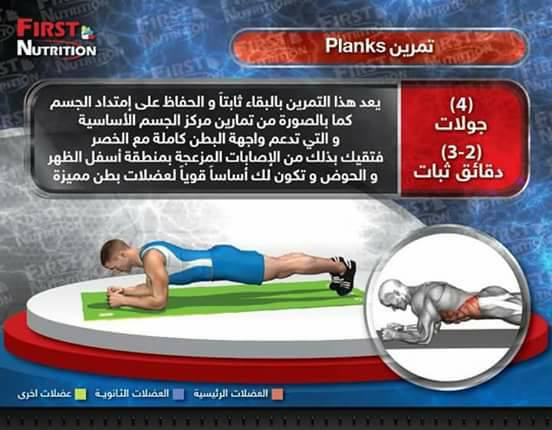 FIRST
NUTRITION
تمرين Planks
(4)
جولات
(3-2)
دقائق ثبات
يعد هذا التمرين بالبقاء ثابتاً و الحفاظ على إمتداد الجسم
كما بالصورة من تمارين مركز الجسم الأساسية
و التي تدعم واجهة البطن كاملة مع الخصر
فتقيك بذلك من الإصابات المزعجة بمنطقة أسفل الظهر
و الحوض و تكون لك أساساً قوياً لعضلات بطن مميزة
العضلات الرئيسية
العضلات الثانوية
عضلات اخرى